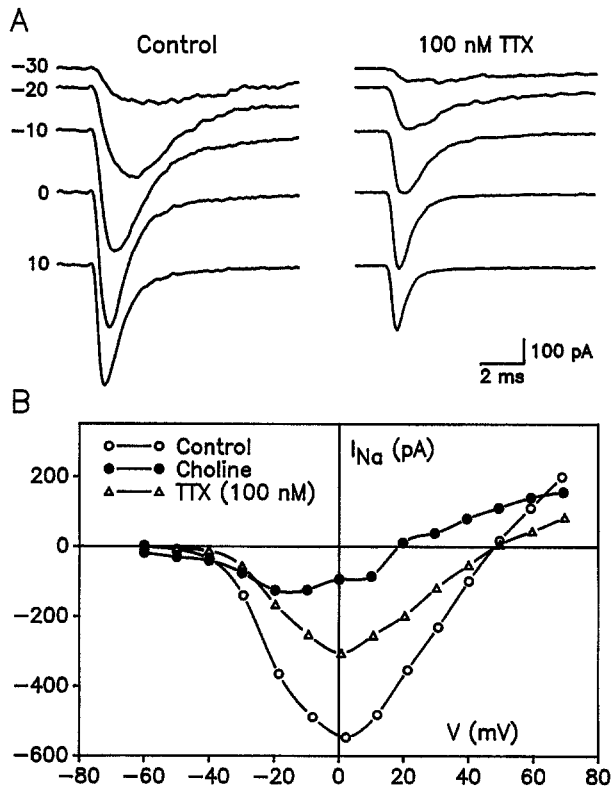 A
Control
100 nM TTX
−30
−20
−10
0
10
100 pA
2 ms
B
Control
Choline
TTX (100 nM)
I_Na (pA)
200
0
−200
−400
−600
V (mV)
−80 −60 −40 −20 0 20 40 60 80